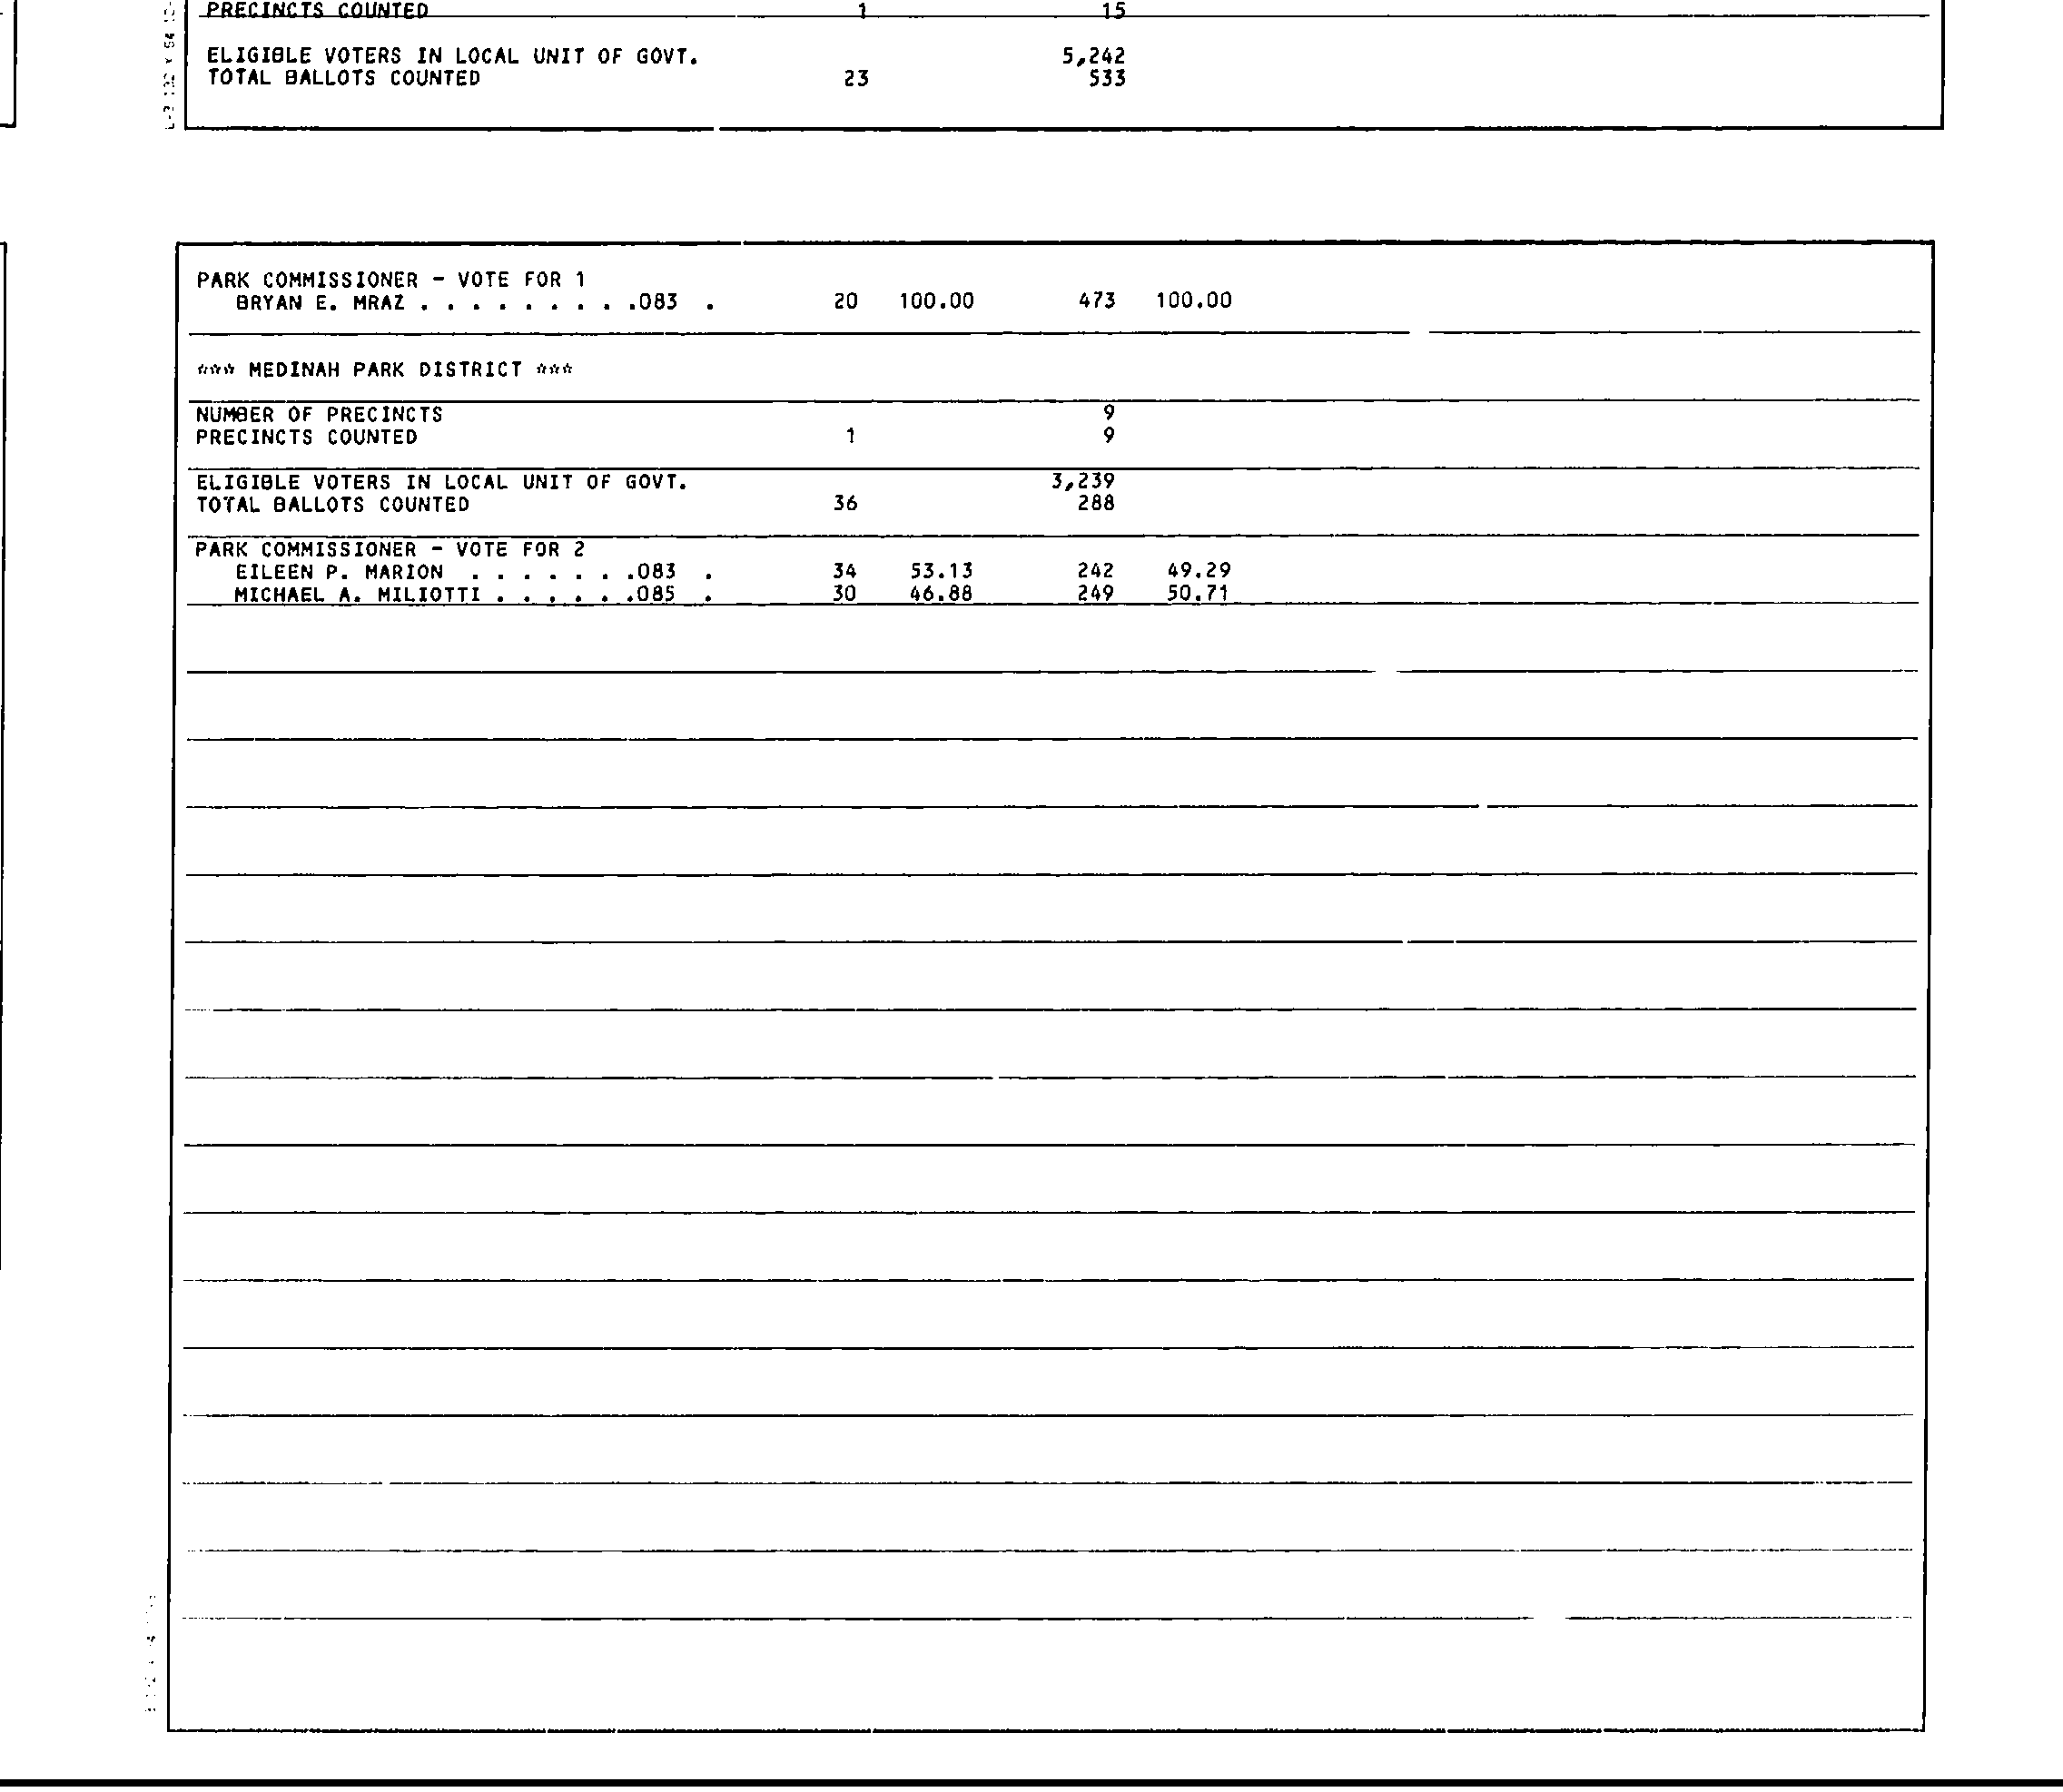 PRECINCTS COUNTED 1 15
ELIGIBLE VOTERS IN LOCAL UNIT OF GOVT. 5,242
TOTAL BALLOTS COUNTED 23 533
PARK COMMISSIONER - VOTE FOR 1
BRYAN E. MRAZ . . . . . . . . .083 . 20 100.00 473 100.00
*** MEDINAH PARK DISTRICT ***
NUMBER OF PRECINCTS 9
PRECINCTS COUNTED 1 9
ELIGIBLE VOTERS IN LOCAL UNIT OF GOVT. 3,239
TOTAL BALLOTS COUNTED 36 288
PARK COMMISSIONER - VOTE FOR 2
EILEEN P. MARION . . . . . . .083 . 34 53.13 242 49.29
MICHAEL A. MILIOTTI . . . . . .085 . 30 46.88 249 50.71